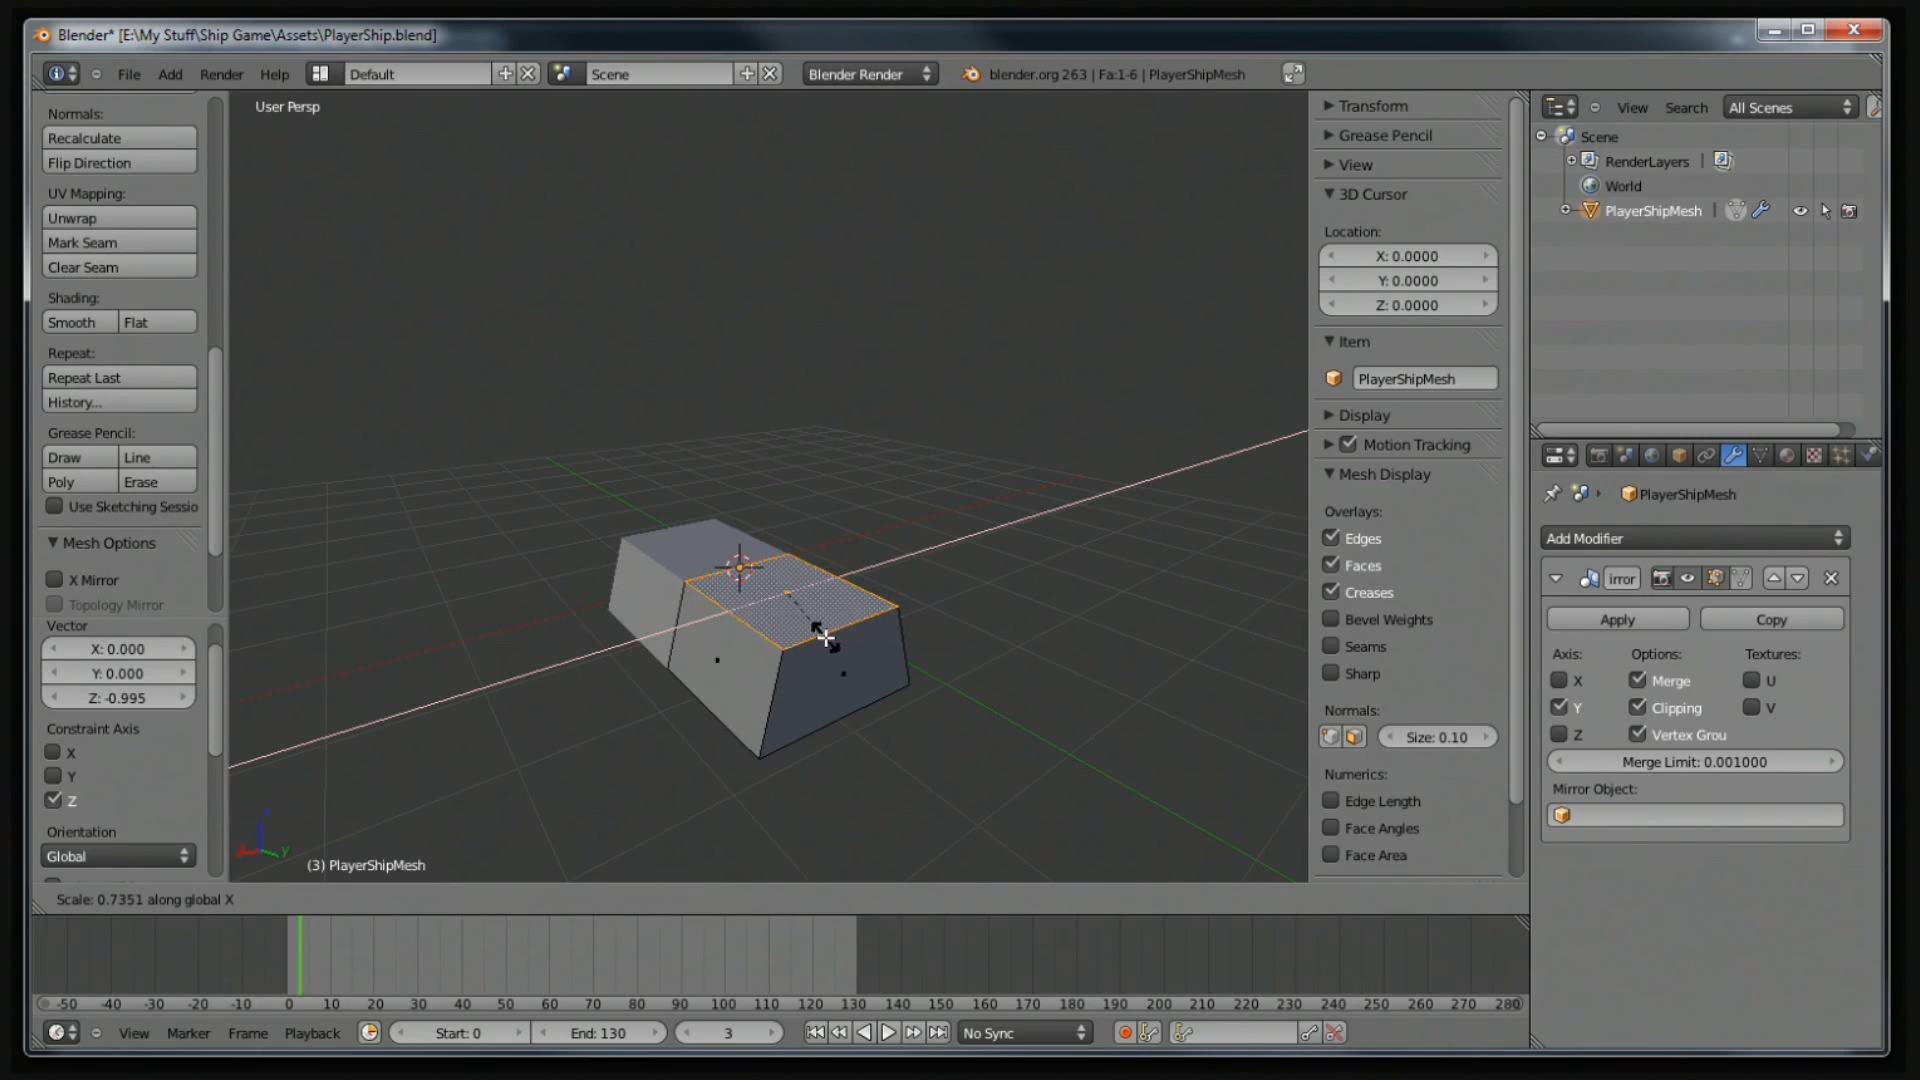 Blender* [E:\My Stuff\Ship Game\Assets\PlayerShip.blend]
File Add Render Help Default Scene Blender Render blender.org 263 | Fa:1-6 | PlayerShipMesh
Normals:
Recalculate
Flip Direction
UV Mapping:
Unwrap
Mark Seam
Clear Seam
Shading:
Smooth Flat
Repeat:
Repeat Last
History...
Grease Pencil:
Draw Line
Poly Erase
Use Sketching Sessio
Mesh Options
X Mirror
Topology Mirror
Vector
X: 0.000
Y: 0.000
Z: -0.995
Constraint Axis
X
Y
Z
Orientation
Global
User Persp
(3) PlayerShipMesh
Scale: 0.7351 along global X
Transform
Grease Pencil
View
3D Cursor
Location:
X: 0.0000
Y: 0.0000
Z: 0.0000
Item
PlayerShipMesh
Display
Motion Tracking
Mesh Display
Overlays:
Edges
Faces
Creases
Bevel Weights
Seams
Sharp
Normals:
Size: 0.10
Numerics:
Edge Length
Face Angles
Face Area
View Search All Scenes
Scene
RenderLayers
World
PlayerShipMesh
PlayerShipMesh
Add Modifier
irror
Apply Copy
Axis: Options: Textures:
X Merge U
Y Clipping V
Z Vertex Grou
Merge Limit: 0.001000
Mirror Object:
-50 -40 -30 -20 -10 0 10 20 30 40 50 60 70 80 90 100 110 120 130 140 150 160 170 180 190 200 210 220 230 240 250 260 270 280
View Marker Frame Playback Start: 0 End: 130 3 No Sync